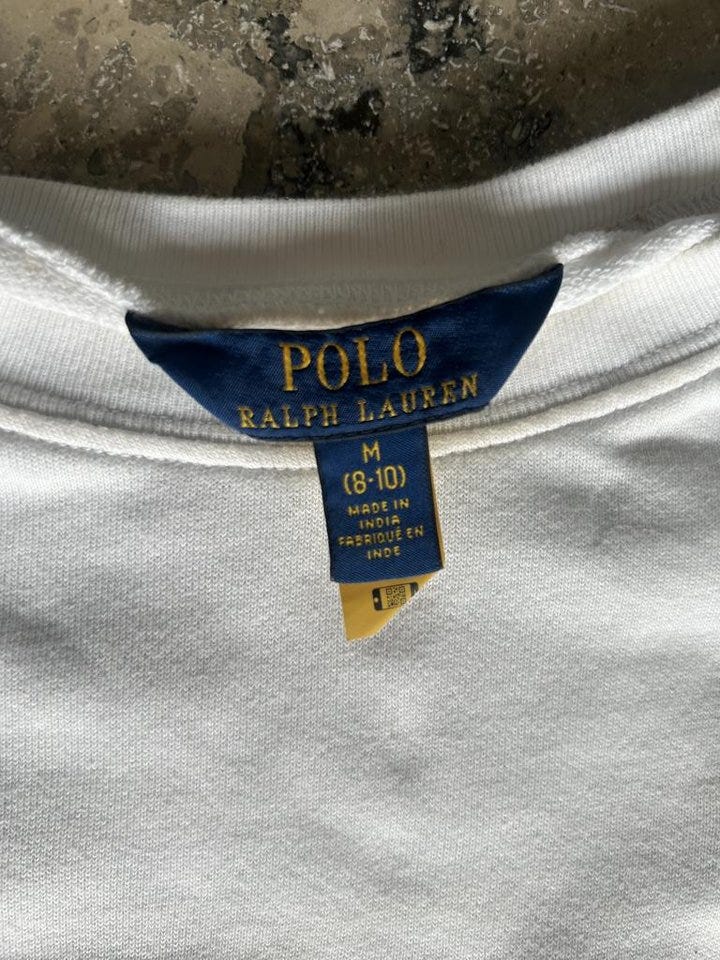 POLO
RALPH LAUREN
M
(8-10)
MADE IN
INDIA
FABRIQUÉ EN
INDE